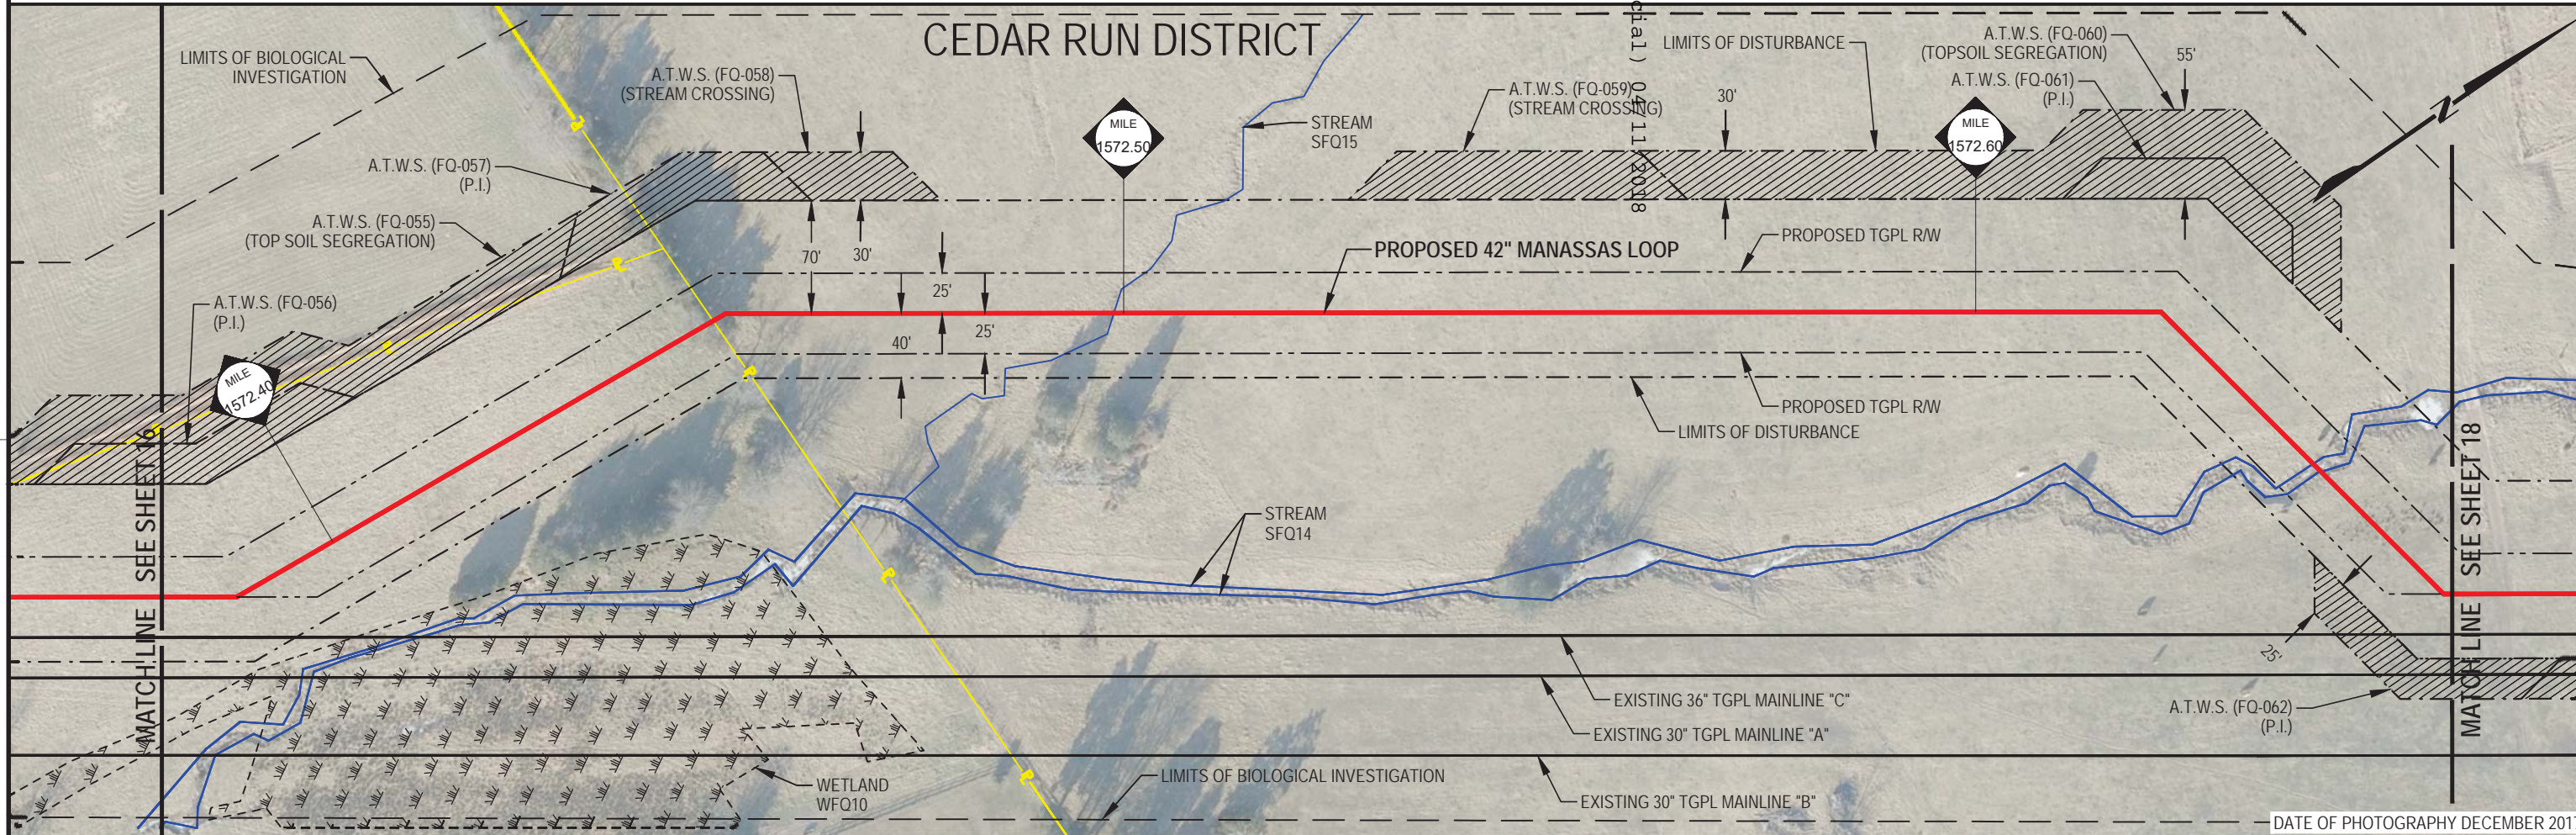 CEDAR RUN DISTRICT
LIMITS OF BIOLOGICAL
INVESTIGATION
A.T.W.S. (FQ-058)
(STREAM CROSSING)
A.T.W.S. (FQ-057)
(P.I.)
A.T.W.S. (FQ-055)
(TOP SOIL SEGREGATION)
A.T.W.S. (FQ-056)
(P.I.)
MILE
1572.40
MATCH LINE SEE SHEET 16
70'
30'
25'
40'
25'
MILE
1572.50
STREAM
SFQ15
A.T.W.S. (FQ-059)
(STREAM CROSSING)
cial) 04/11/2018
30'
LIMITS OF DISTURBANCE
A.T.W.S. (FQ-060)
(TOPSOIL SEGREGATION)
A.T.W.S. (FQ-061)
(P.I.)
55'
MILE
1572.60
PROPOSED 42" MANASSAS LOOP
PROPOSED TGPL R/W
PROPOSED TGPL R/W
LIMITS OF DISTURBANCE
STREAM
SFQ14
MATCH LINE SEE SHEET 18
25'
A.T.W.S. (FQ-062)
(P.I.)
EXISTING 36" TGPL MAINLINE "C"
EXISTING 30" TGPL MAINLINE "A"
EXISTING 30" TGPL MAINLINE "B"
LIMITS OF BIOLOGICAL INVESTIGATION
WETLAND
WFQ10
DATE OF PHOTOGRAPHY DECEMBER 201